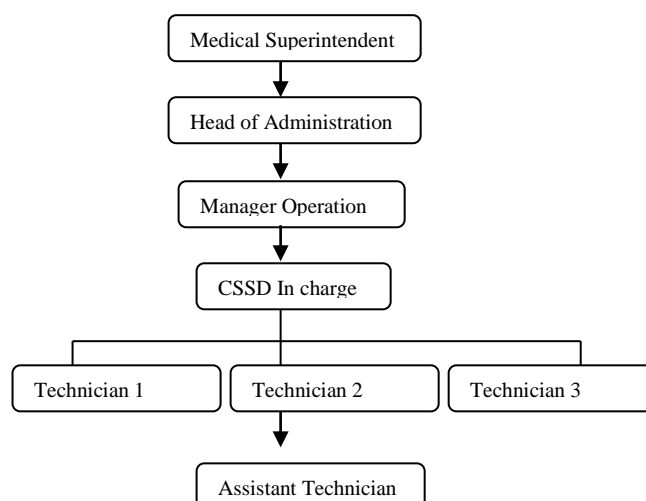 Medical Superintendent
Head of Administration
Manager Operation
CSSD In charge
Technician 1
Technician 2
Technician 3
Assistant Technician